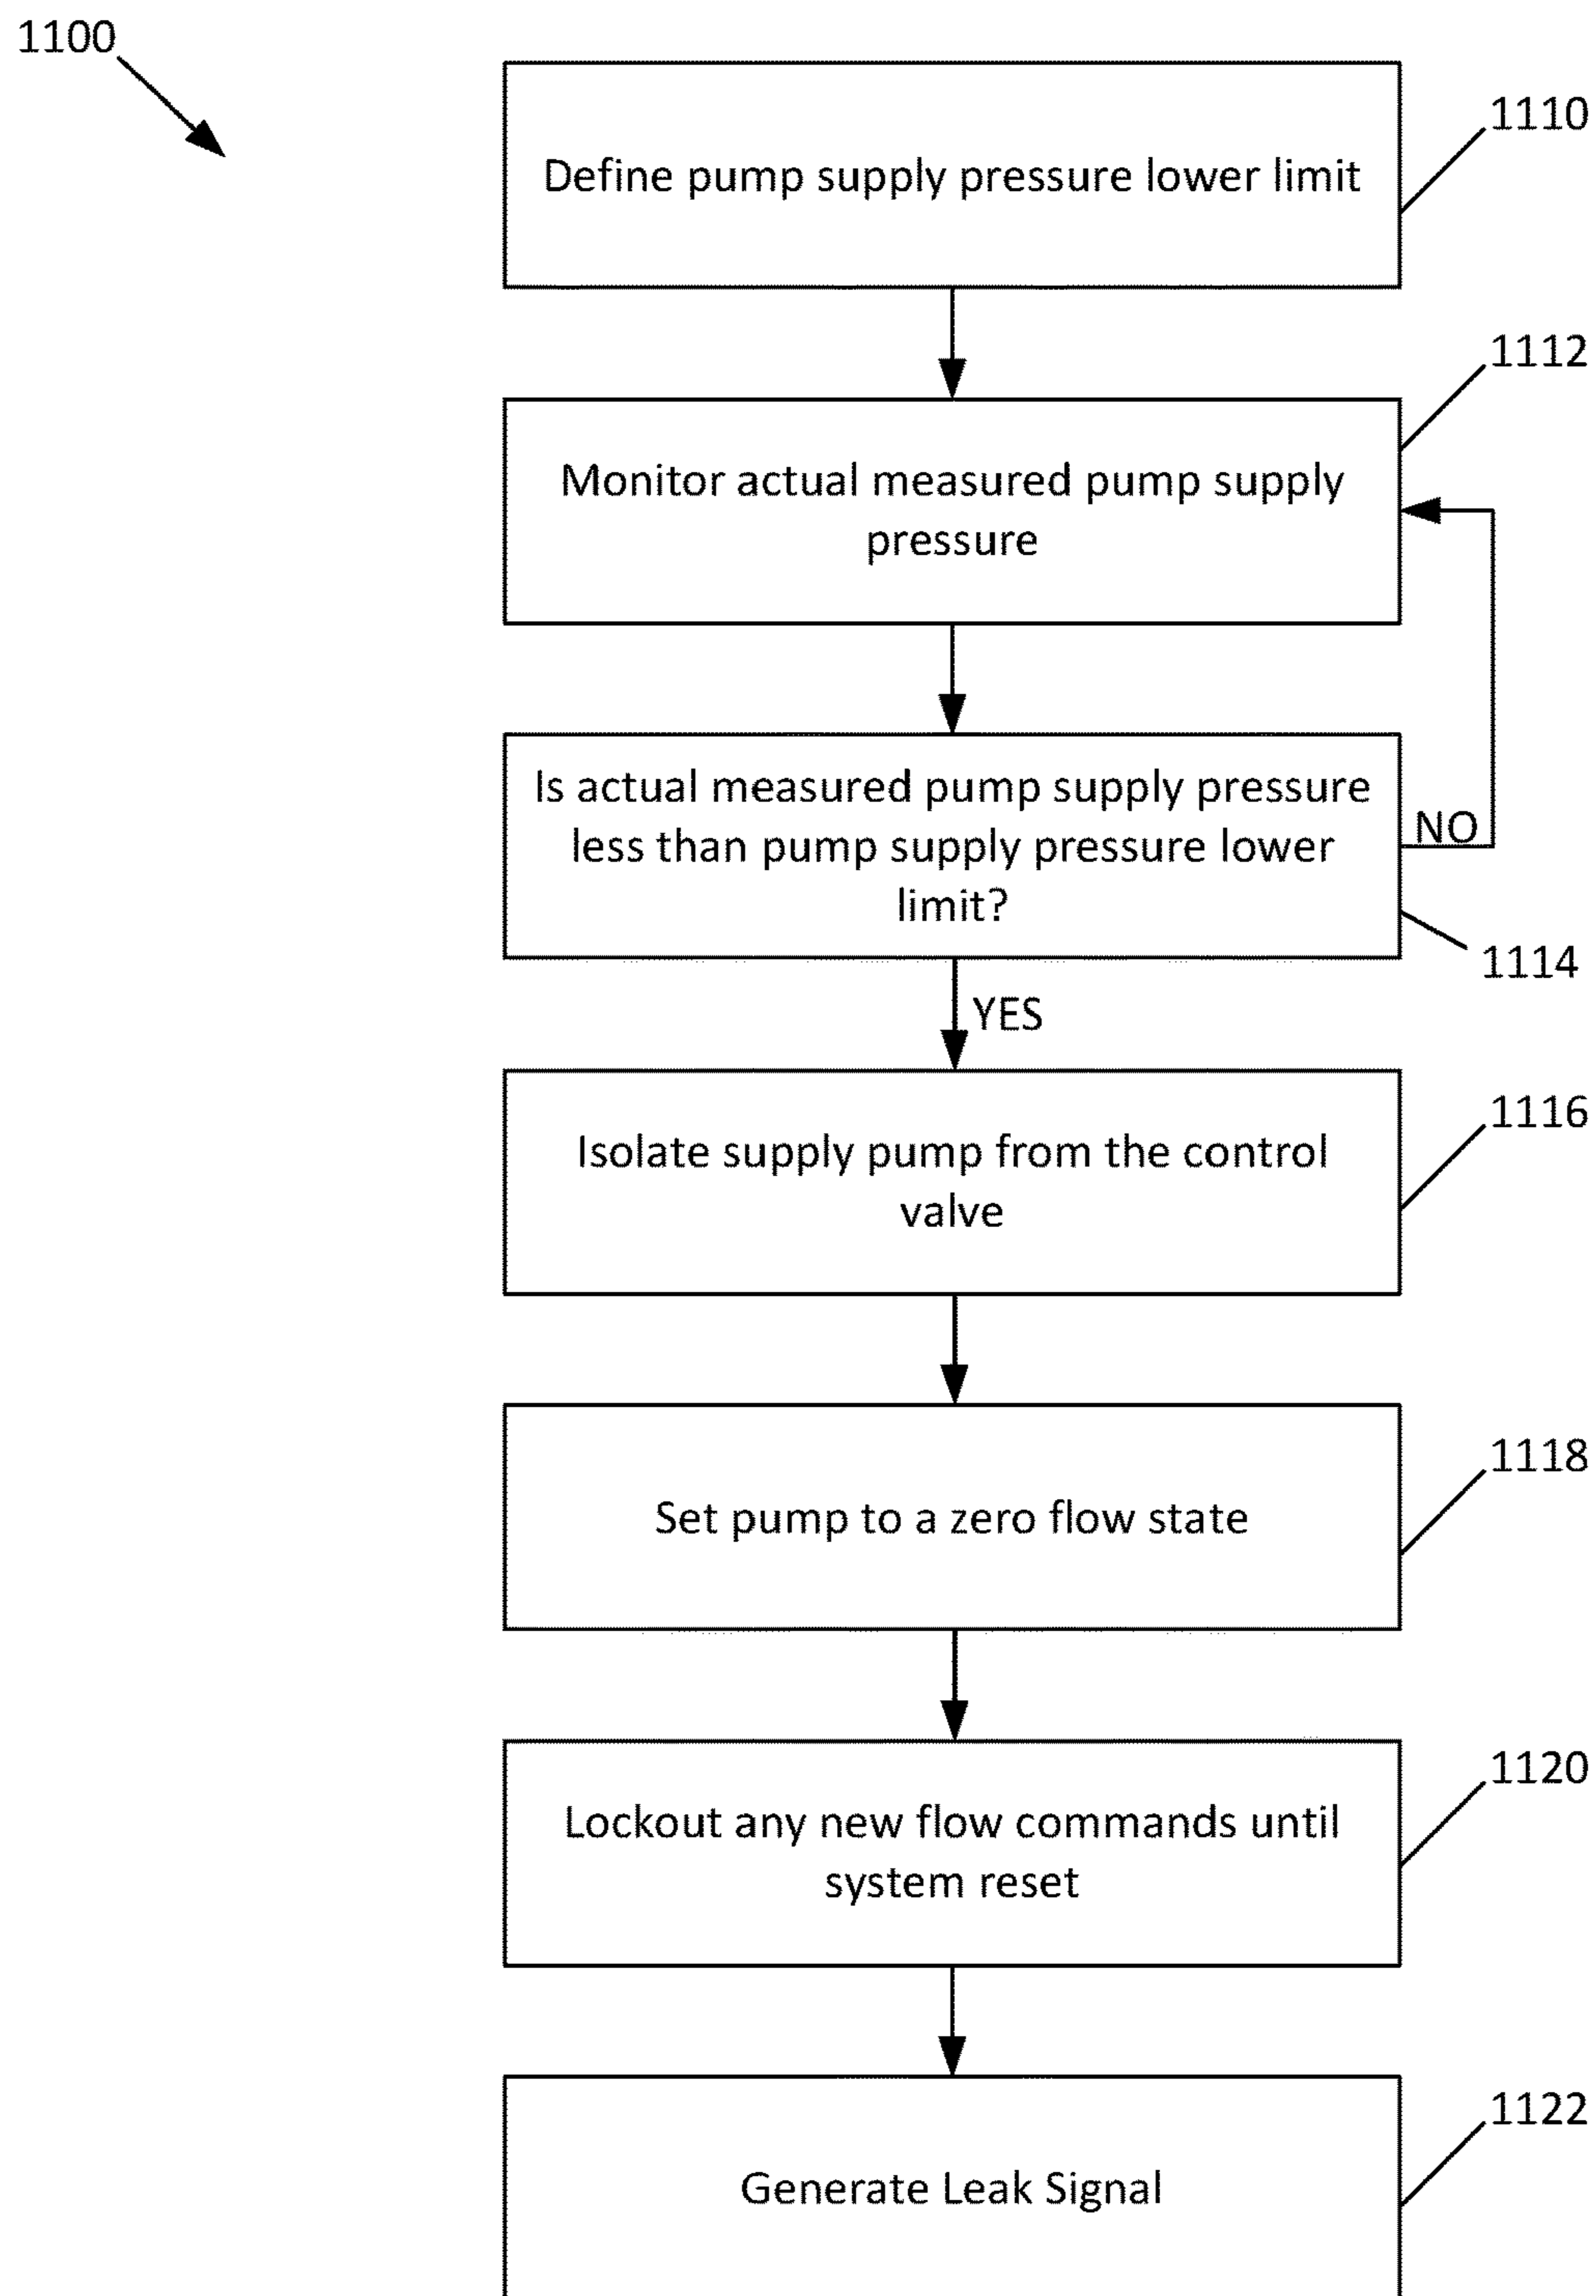 1100
1110
Define pump supply pressure lower limit
1112
Monitor actual measured pump supply
pressure
Is actual measured pump supply pressure
less than pump supply pressure lower
limit?
NO
1114
YES
1116
Isolate supply pump from the control
valve
1118
Set pump to a zero flow state
1120
Lockout any new flow commands until
system reset
1122
Generate Leak Signal